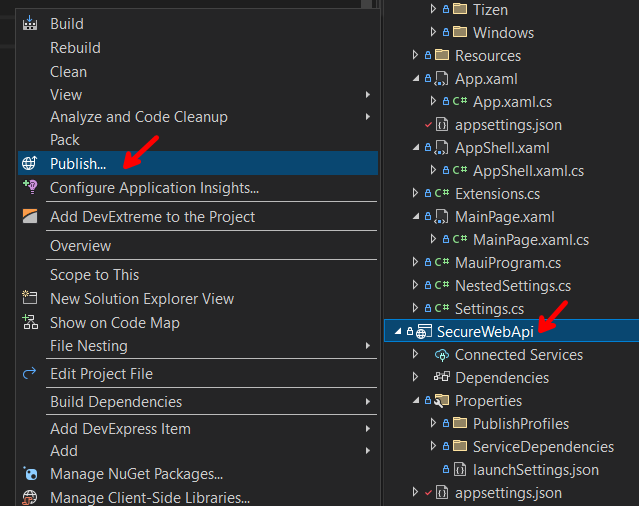 Build
Rebuild
Clean
View
Analyze and Code Cleanup
Pack
Publish...
Configure Application Insights...
Add DevExtreme to the Project
Overview
Scope to This
New Solution Explorer View
Show on Code Map
File Nesting
Edit Project File
Build Dependencies
Add DevExpress Item
Add
Manage NuGet Packages...
Manage Client-Side Libraries...
Tizen
Windows
Resources
App.xaml
C# App.xaml.cs
appsettings.json
AppShell.xaml
C# AppShell.xaml.cs
C# Extensions.cs
MainPage.xaml
C# MainPage.xaml.cs
C# MauiProgram.cs
C# NestedSettings.cs
C# Settings.cs
SecureWebApi
Connected Services
Dependencies
Properties
PublishProfiles
ServiceDependencies
launchSettings.json
appsettings.json